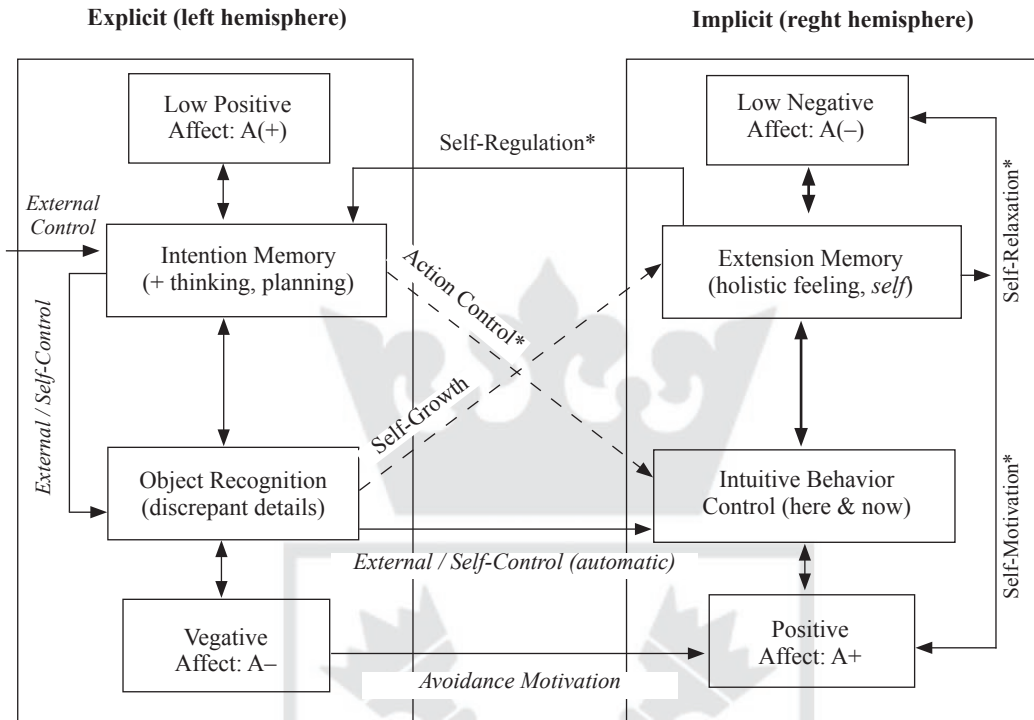 Explicit (left hemisphere)
Implicit (reght hemisphere)
Low Positive
Affect: A(+)
Low Negative
Affect: A(–)
Self-Regulation*
External
Control
Intention Memory
(+ thinking, planning)
Action Control*
Extension Memory
(holistic feeling, self)
Self-Relaxation*
External / Self-Control
Self-Growth
Object Recognition
(discrepant details)
Intuitive Behavior
Control (here & now)
Self-Motivation*
External / Self-Control (automatic)
Vegative
Affect: A–
Positive
Affect: A+
Avoidance Motivation